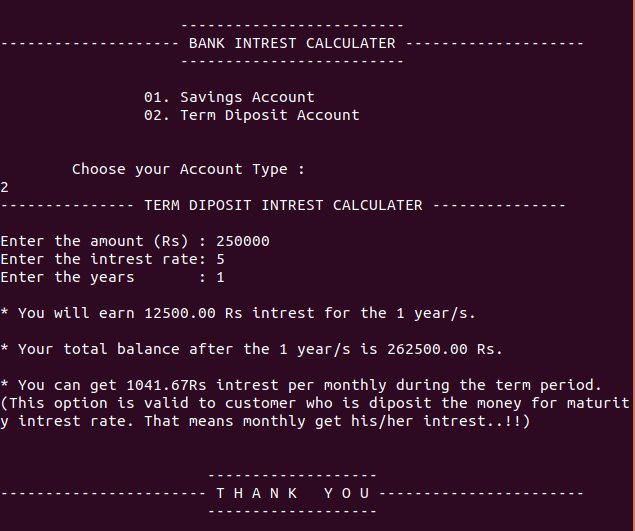 -------------------------
-------------------- BANK INTREST CALCULATER --------------------
-------------------------
01. Savings Account
02. Term Diposit Account
Choose your Account Type :
2
--------------- TERM DIPOSIT INTREST CALCULATER ---------------
Enter the amount (Rs) : 250000
Enter the intrest rate: 5
Enter the years       : 1
* You will earn 12500.00 Rs intrest for the 1 year/s.
* Your total balance after the 1 year/s is 262500.00 Rs.
* You can get 1041.67Rs intrest per monthly during the term period.
(This option is valid to customer who is diposit the money for maturit
y intrest rate. That means monthly get his/her intrest..!!)
-------------------
----------------------- T H A N K   Y O U -----------------------
-------------------